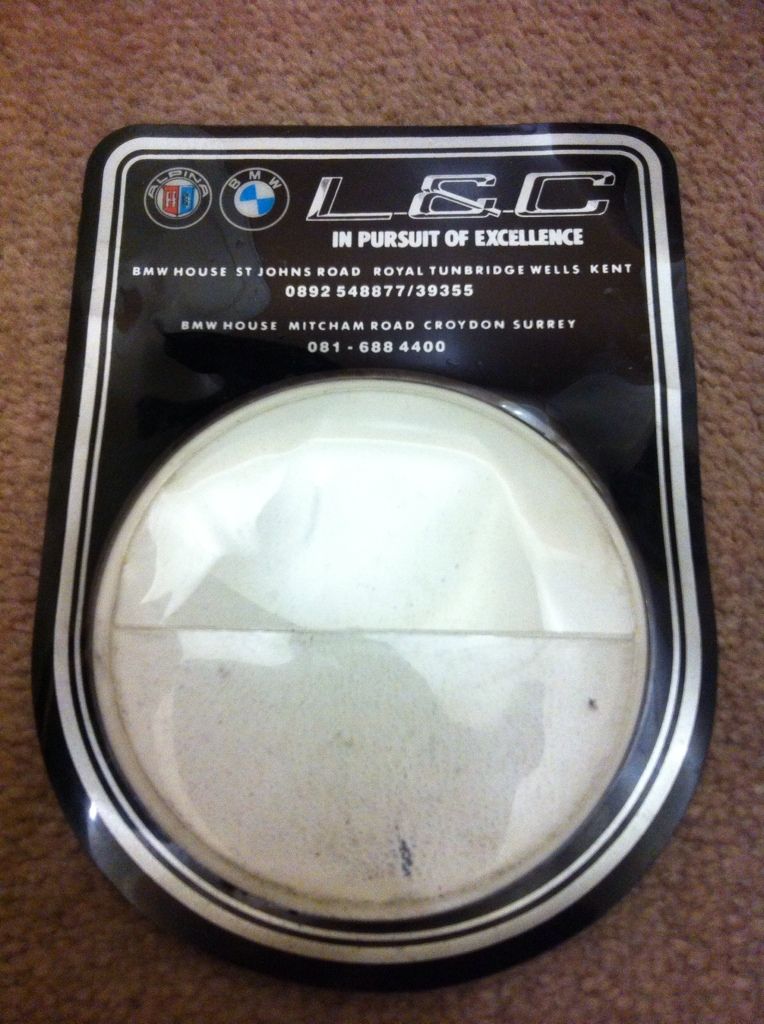 ALPINA BMW L&C
IN PURSUIT OF EXCELLENCE
BMW HOUSE ST JOHNS ROAD ROYAL TUNBRIDGE WELLS KENT
0892 548877/39355
BMW HOUSE MITCHAM ROAD CROYDON SURREY
081 - 688 4400